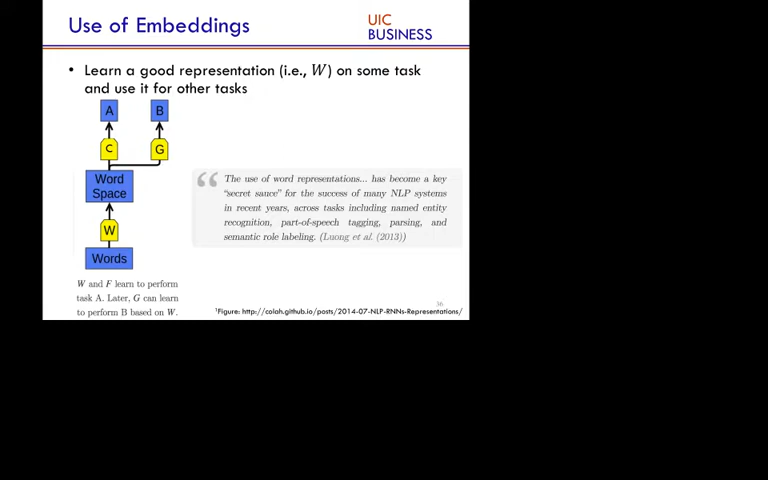 Use of Embeddings
UIC
BUSINESS
• Learn a good representation (i.e., W) on some task
and use it for other tasks
A
B
C
G
Word
Space
W
Words
W and F learn to perform
task A. Later, G can learn
to perform B based on W.
“ The use of word representations... has become a key
“secret sauce” for the success of many NLP systems
in recent years, across tasks including named entity
recognition, part-of-speech tagging, parsing, and
semantic role labeling. (Luong et al. (2013))
36
¹Figure: http://colah.github.io/posts/2014-07-NLP-RNNs-Representations/